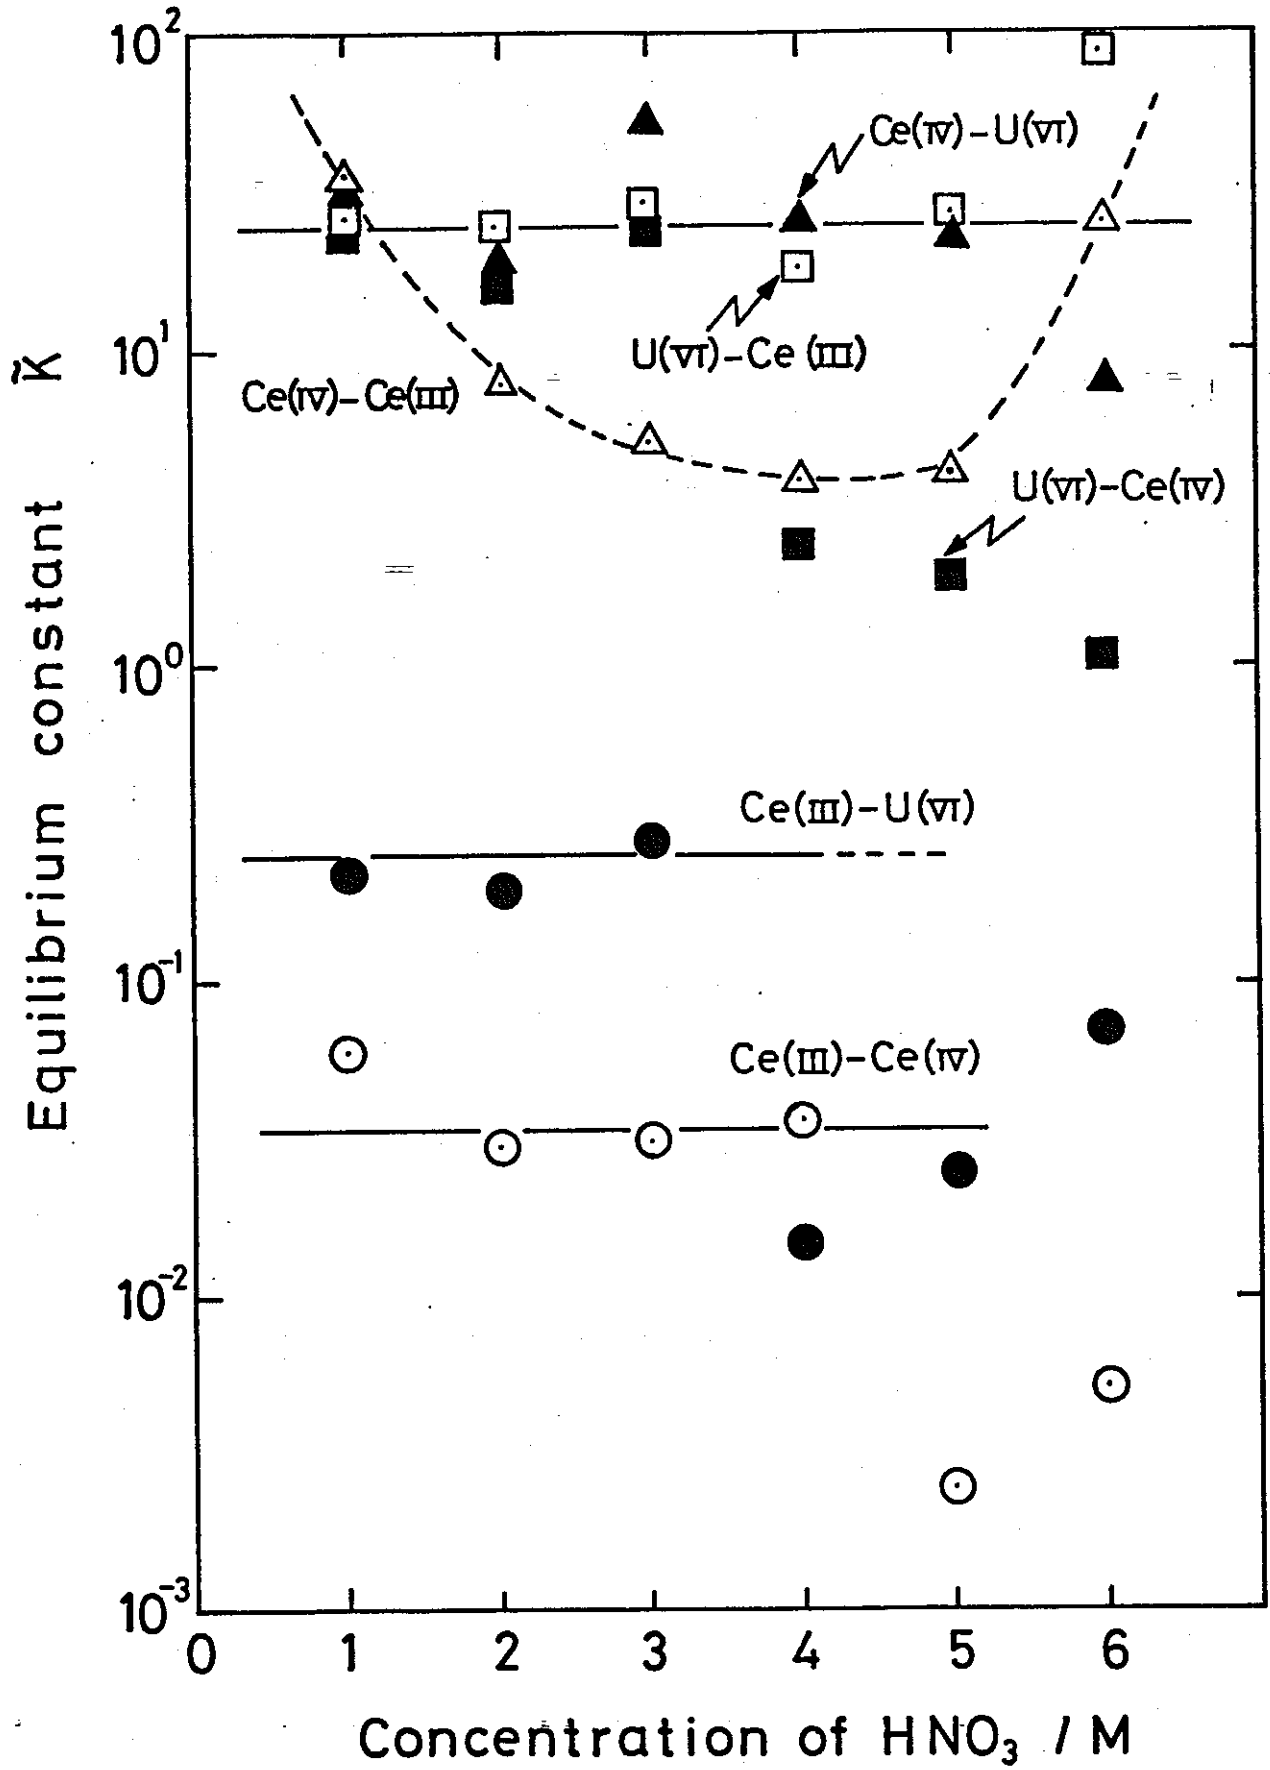 10²
Ce(IV)–U(VI)
10¹
U(VI)–Ce(III)
Ce(IV)–Ce(III)
U(VI)–Ce(IV)
10⁰
Ce(III)–U(VI)
10⁻¹
Ce(III)–Ce(IV)
10⁻²
10⁻³
0 1 2 3 4 5 6
Concentration of HNO₃ / M
Equilibrium constant K̃